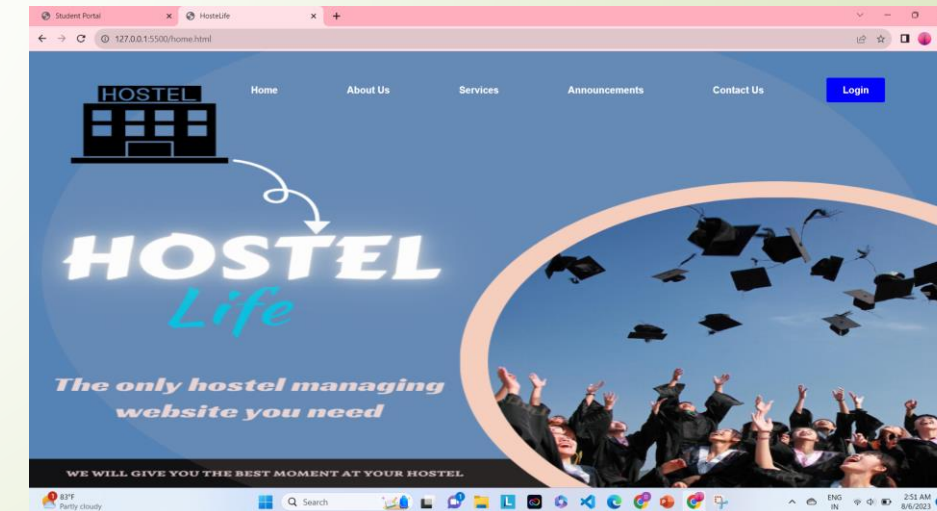 Student Portal
HosteLife
127.0.0.1:5500/home.html
HOSTEL
Home
About Us
Services
Announcements
Contact Us
Login
HOSTEL
Life
The only hostel managing
website you need
WE WILL GIVE YOU THE BEST MOMENT AT YOUR HOSTEL
83°F
Partly cloudy
Search
ENG
IN
2:51 AM
8/6/2023